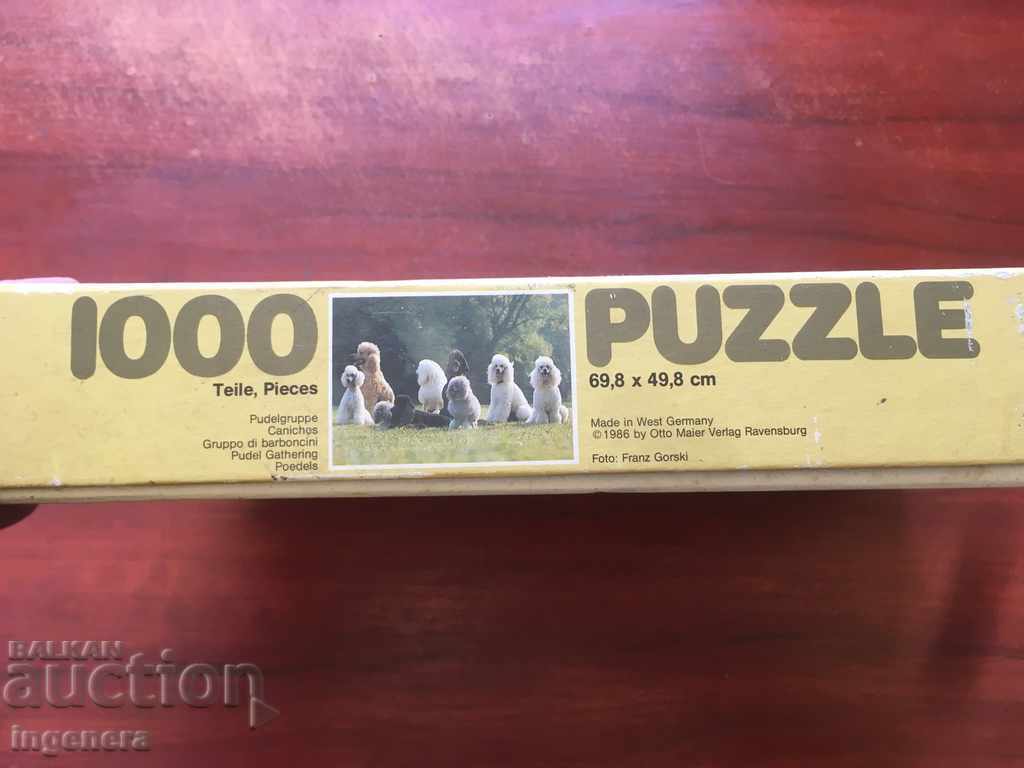 1000 PUZZLE
Teile, Pieces
Pudelgruppe
Caniches
Gruppo di barboncini
Pudel Gathering
Poedels
69,8 x 49,8 cm
Made in West Germany
©1986 by Otto Maier Verlag Ravensburg
Foto: Franz Gorski
BALKAN
auction
ingenera